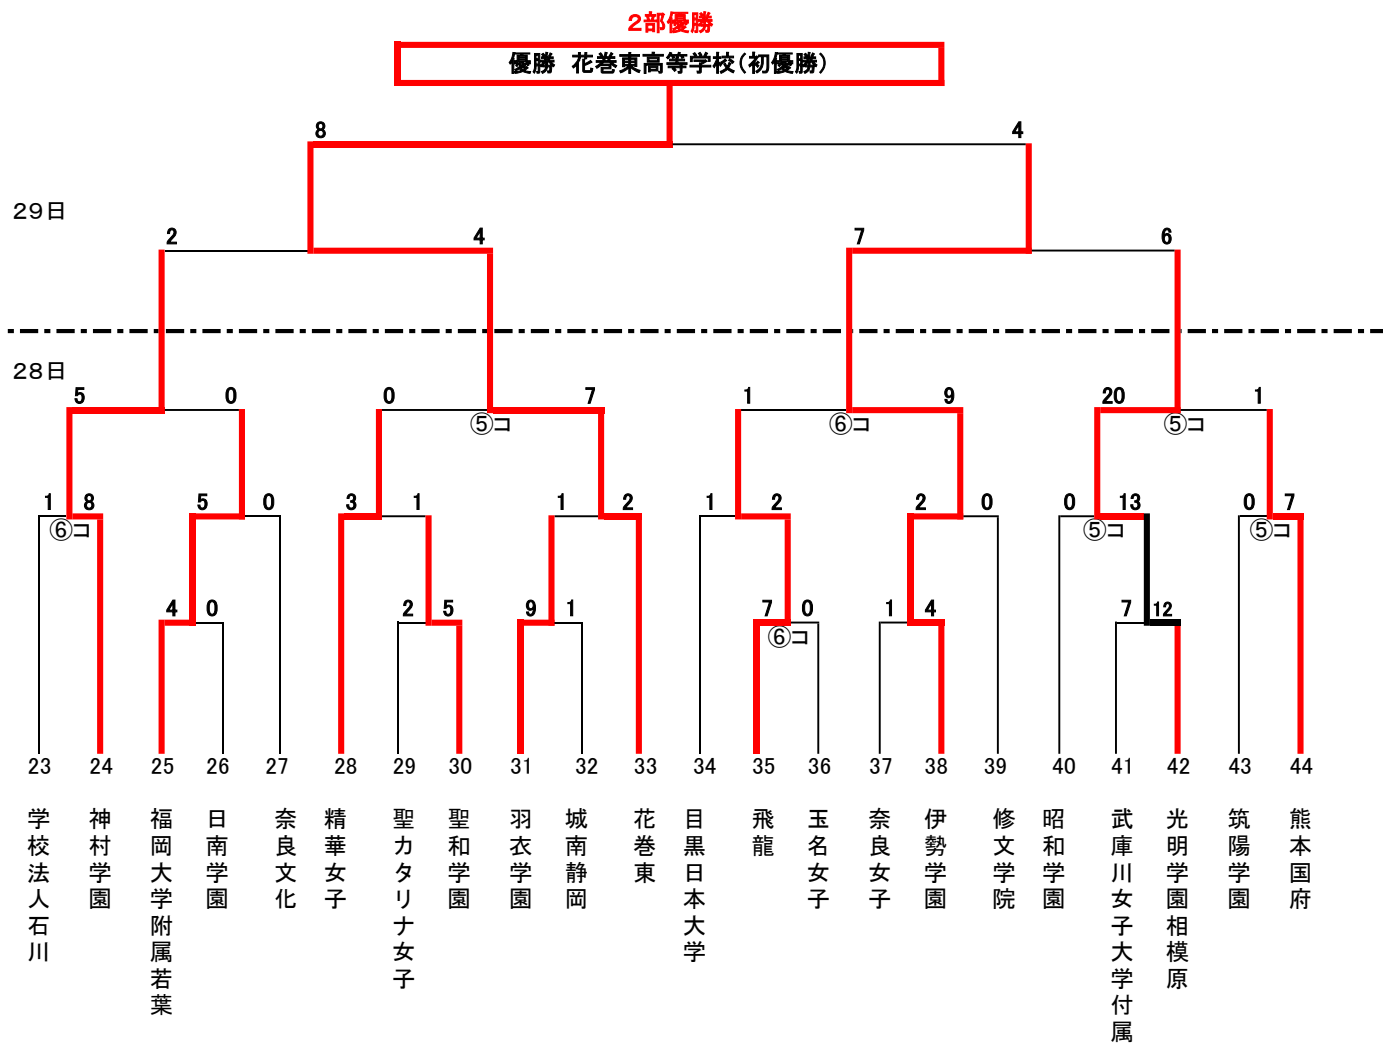 2部優勝
優勝 花巻東高等学校（初優勝）
8 4
29日
2 4 7 6
28日
5 0 0 7 1 9 20 1
⑤コ ⑥コ ⑤コ
1 8 5 0 3 1 1 2 1 2 2 0 0 13 0 7
⑥コ ⑤コ ⑤コ
4 0 2 5 9 1 7 0 1 4 7 12
⑥コ
23 24 25 26 27 28 29 30 31 32 33 34 35 36 37 38 39 40 41 42 43 44
学校法人石川
神村学園
福岡大学附属若葉
日南学園
奈良文化
精華女子
聖カタリナ女子
聖和学園
羽衣学園
城南静岡
花巻東
目黒日本大学
飛龍
玉名女子
奈良女子
伊勢学園
修文学院
昭和学園
武庫川女子大学付属
光明学園相模原
筑陽学園
熊本国府